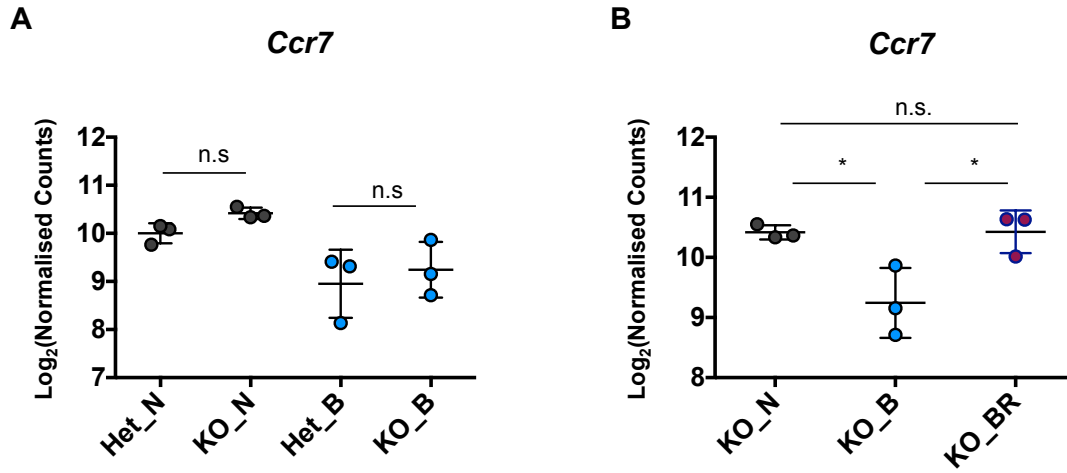 A
Ccr7
Log2(Normalised Counts)
12
11
10
9
8
7
n.s
n.s
Het_N
KO_N
Het_B
KO_B
B
Ccr7
Log2(Normalised Counts)
12
11
10
9
8
n.s.
*
*
KO_N
KO_B
KO_BR